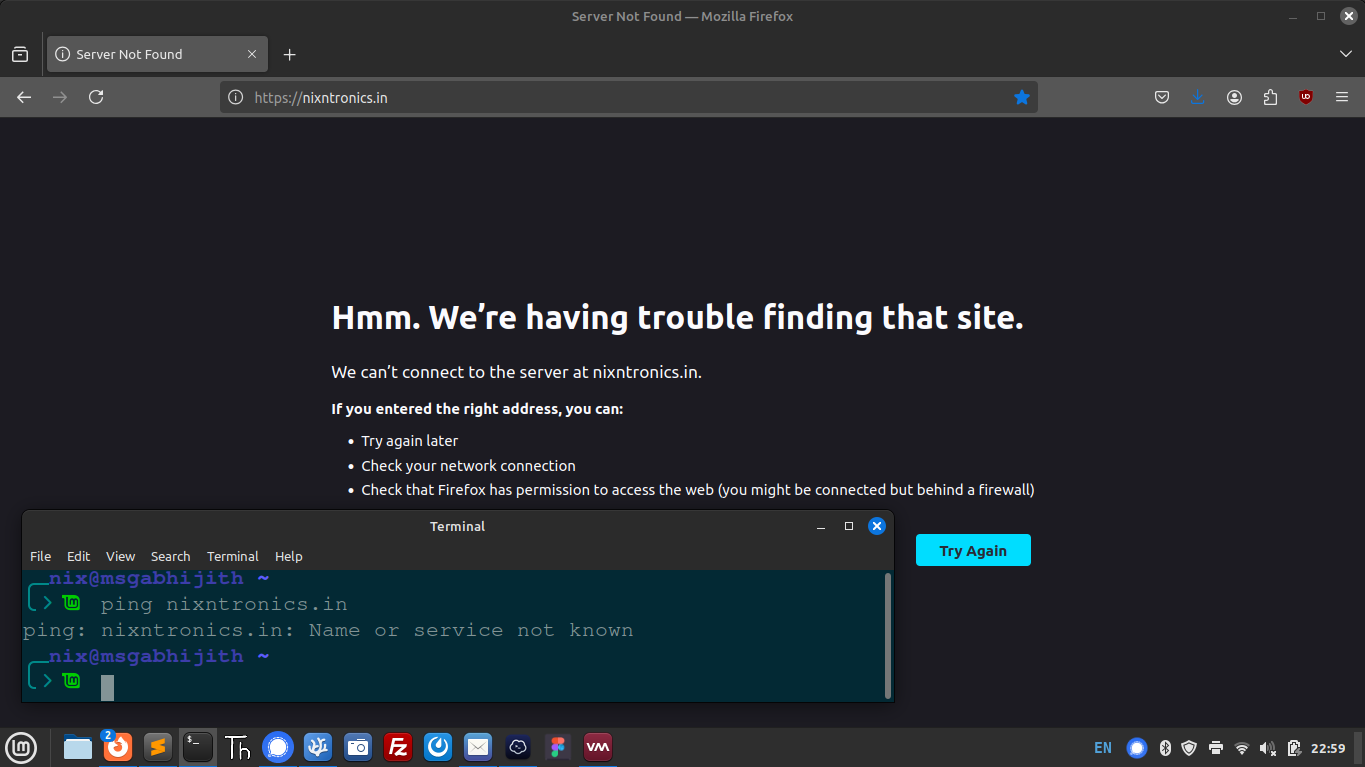 Server Not Found — Mozilla Firefox
Server Not Found
https://nixntronics.in
Hmm. We’re having trouble finding that site.
We can’t connect to the server at nixntronics.in.
If you entered the right address, you can:
• Try again later
• Check your network connection
• Check that Firefox has permission to access the web (you might be connected but behind a firewall)
Try Again
Terminal
File Edit View Search Terminal Help
nix@msgabhijith ~
ping nixntronics.in
ping: nixntronics.in: Name or service not known
nix@msgabhijith ~
2 $_ Th Fz VM EN 22:59